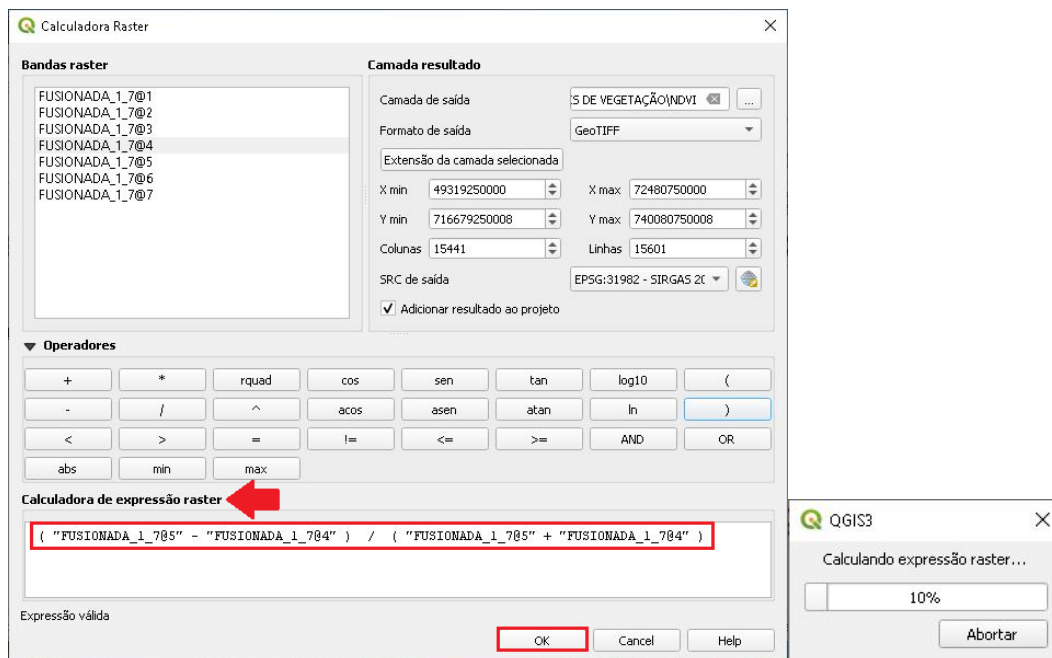 Calculadora Raster
Bandas raster
FUSIONADA_1_7@1
FUSIONADA_1_7@2
FUSIONADA_1_7@3
FUSIONADA_1_7@4
FUSIONADA_1_7@5
FUSIONADA_1_7@6
FUSIONADA_1_7@7
Camada resultado
Camada de saída ES DE VEGETAÇÃO\NDVI ...
Formato de saída GeoTIFF
Extensão da camada selecionada
X min 49319250000 X max 72480750000
Y min 716679250008 Y max 740080750008
Colunas 15441 Linhas 15601
SRC de saída EPSG:31982 - SIRGAS 20
Adicionar resultado ao projeto
Operadores
+ * rquad cos sen tan log10 (
- / ^ acos asen atan ln )
< > = != <= >= AND OR
abs min max
Calculadora de expressão raster
( "FUSIONADA_1_7@5" - "FUSIONADA_1_7@4" ) / ( "FUSIONADA_1_7@5" + "FUSIONADA_1_7@4" )
Expressão válida
OK Cancel Help
QGIS3
Calculando expressão raster...
10%
Abortar